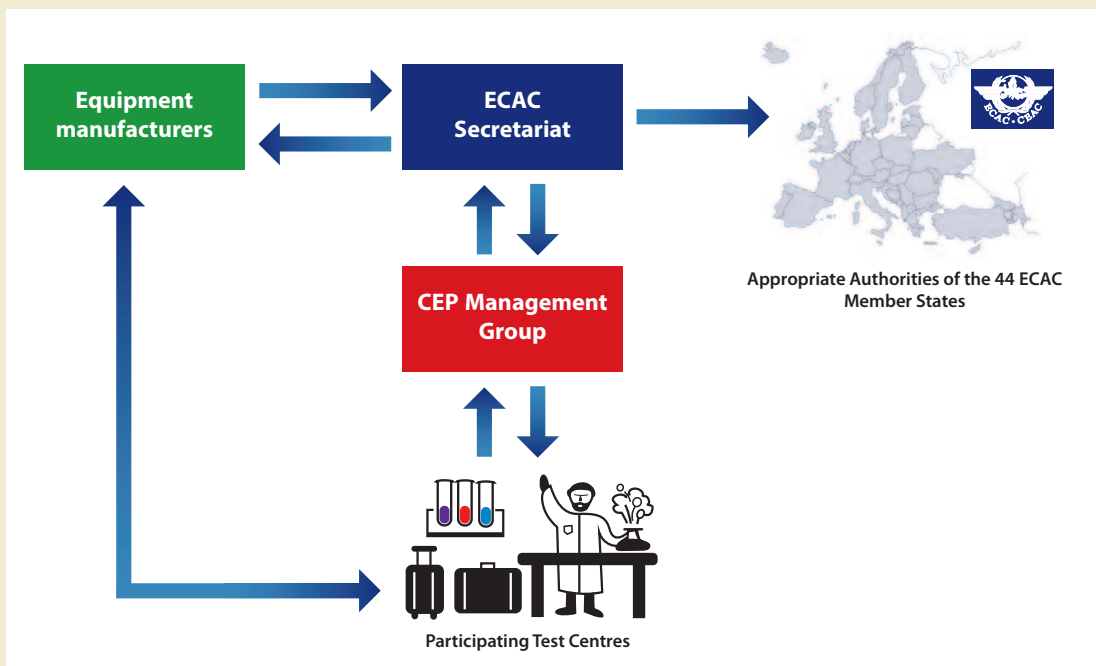 Equipment
manufacturers
ECAC
Secretariat
ECAC • CEAC
Appropriate Authorities of the 44 ECAC
Member States
CEP Management
Group
Participating Test Centres